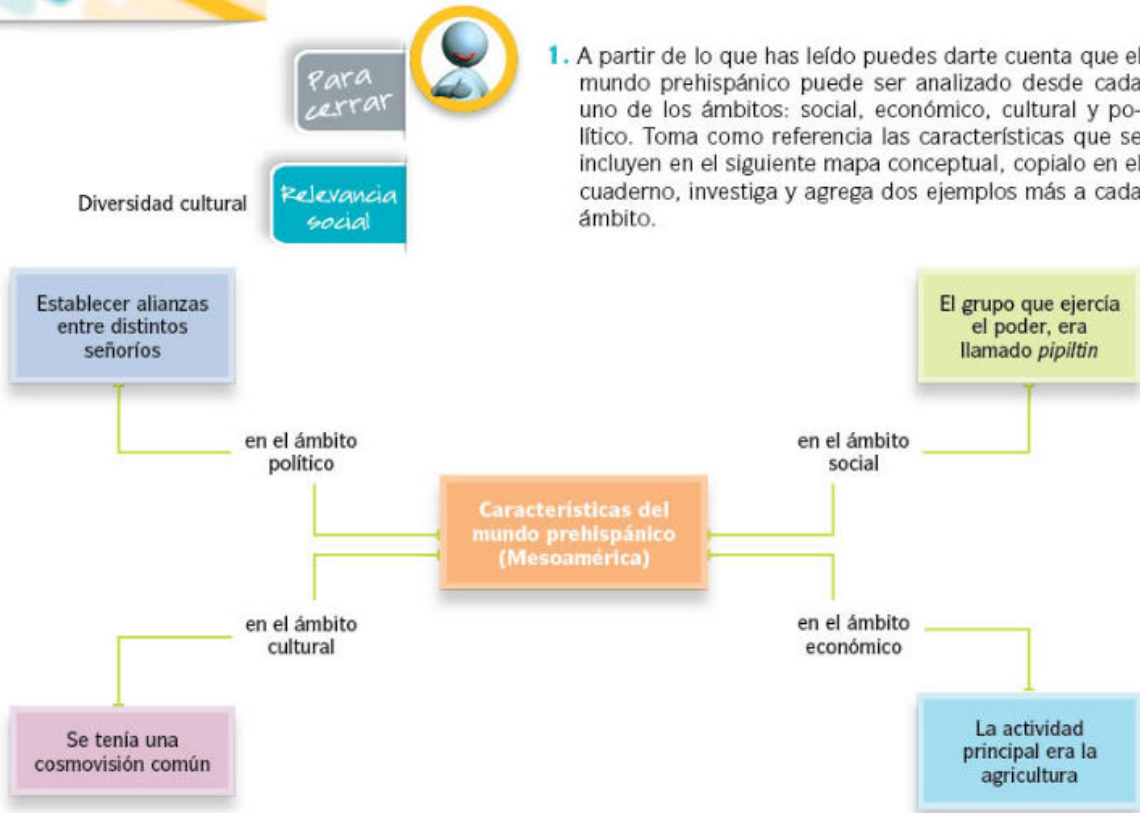 Para
cerrar
Diversidad cultural
Relevancia
social
1. A partir de lo que has leído puedes darte cuenta que el
mundo prehispánico puede ser analizado desde cada
uno de los ámbitos: social, económico, cultural y po-
lítico. Toma como referencia las características que se
incluyen en el siguiente mapa conceptual, copialo en el
cuaderno, investiga y agrega dos ejemplos más a cada
ámbito.
Establecer alianzas
entre distintos
señoríos
El grupo que ejercía
el poder, era
llamado pipiltin
en el ámbito
político
en el ámbito
social
Características del
mundo prehispánico
(Mesoamérica)
en el ámbito
cultural
en el ámbito
económico
Se tenía una
cosmovisión común
La actividad
principal era la
agricultura